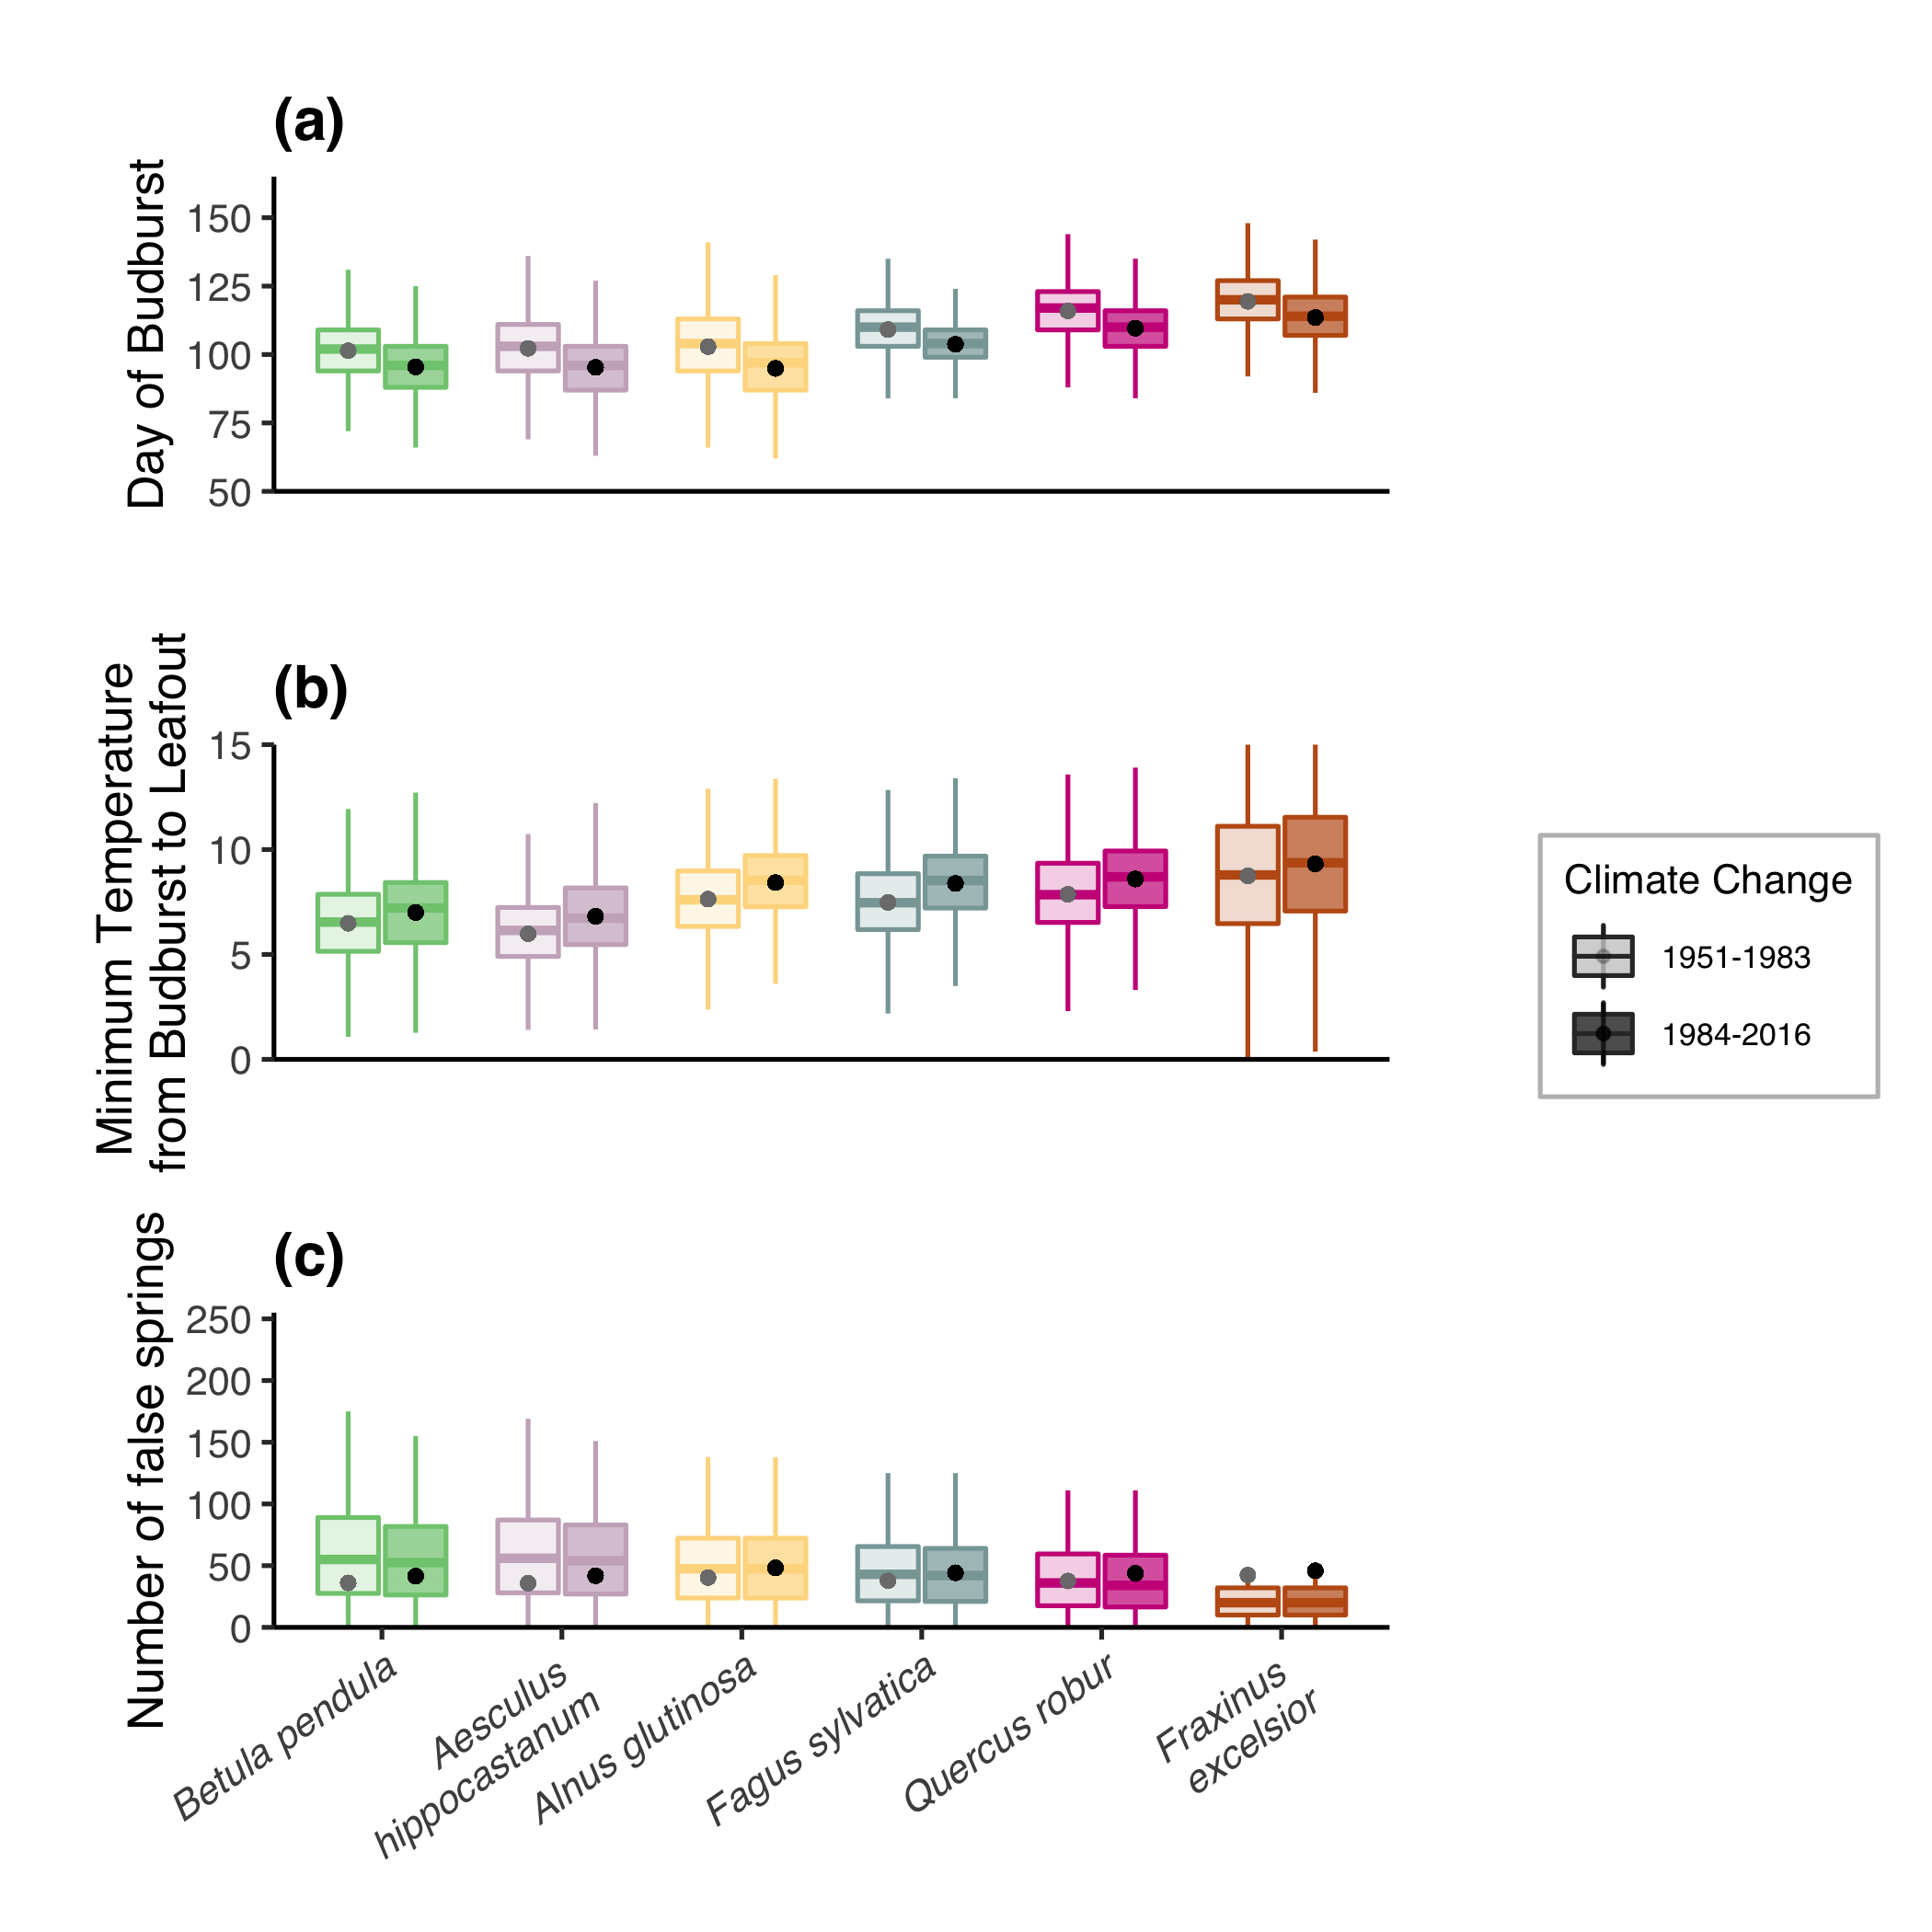 (a)
Day of Budburst
150
125
100
75
50
(b)
Minimum Temperature
from Budburst to Leafout
15
10
5
0
Climate Change
1951-1983
1984-2016
(c)
Number of false springs
250
200
150
100
50
0
Betula pendula
Aesculus
hippocastanum
Alnus glutinosa
Fagus sylvatica
Quercus robur
Fraxinus
excelsior